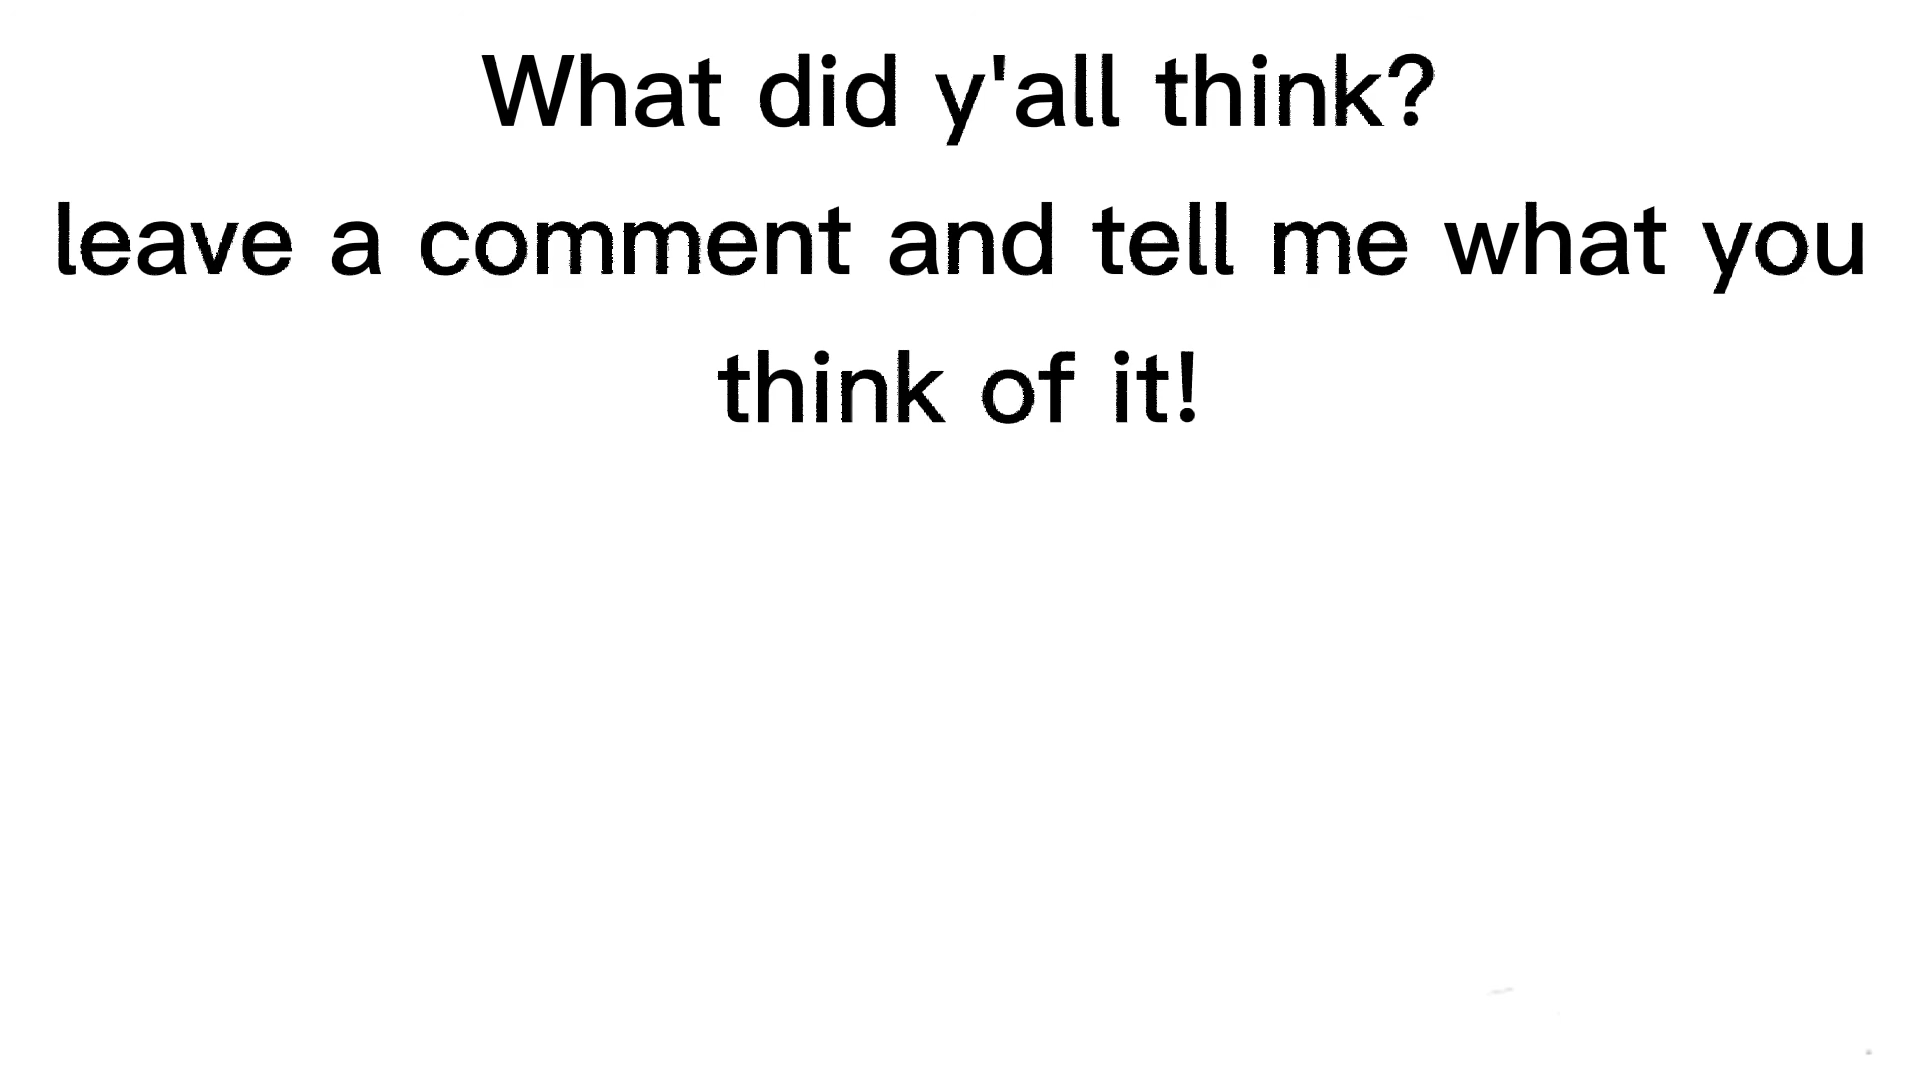 What did y'all think?
leave a comment and tell me what you
think of it!